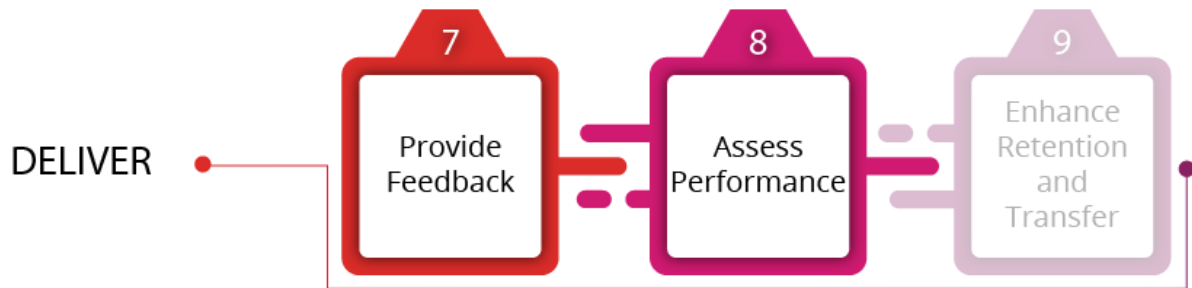 7
8
9
DELIVER
Provide
Feedback
Assess
Performance
Enhance
Retention
and
Transfer